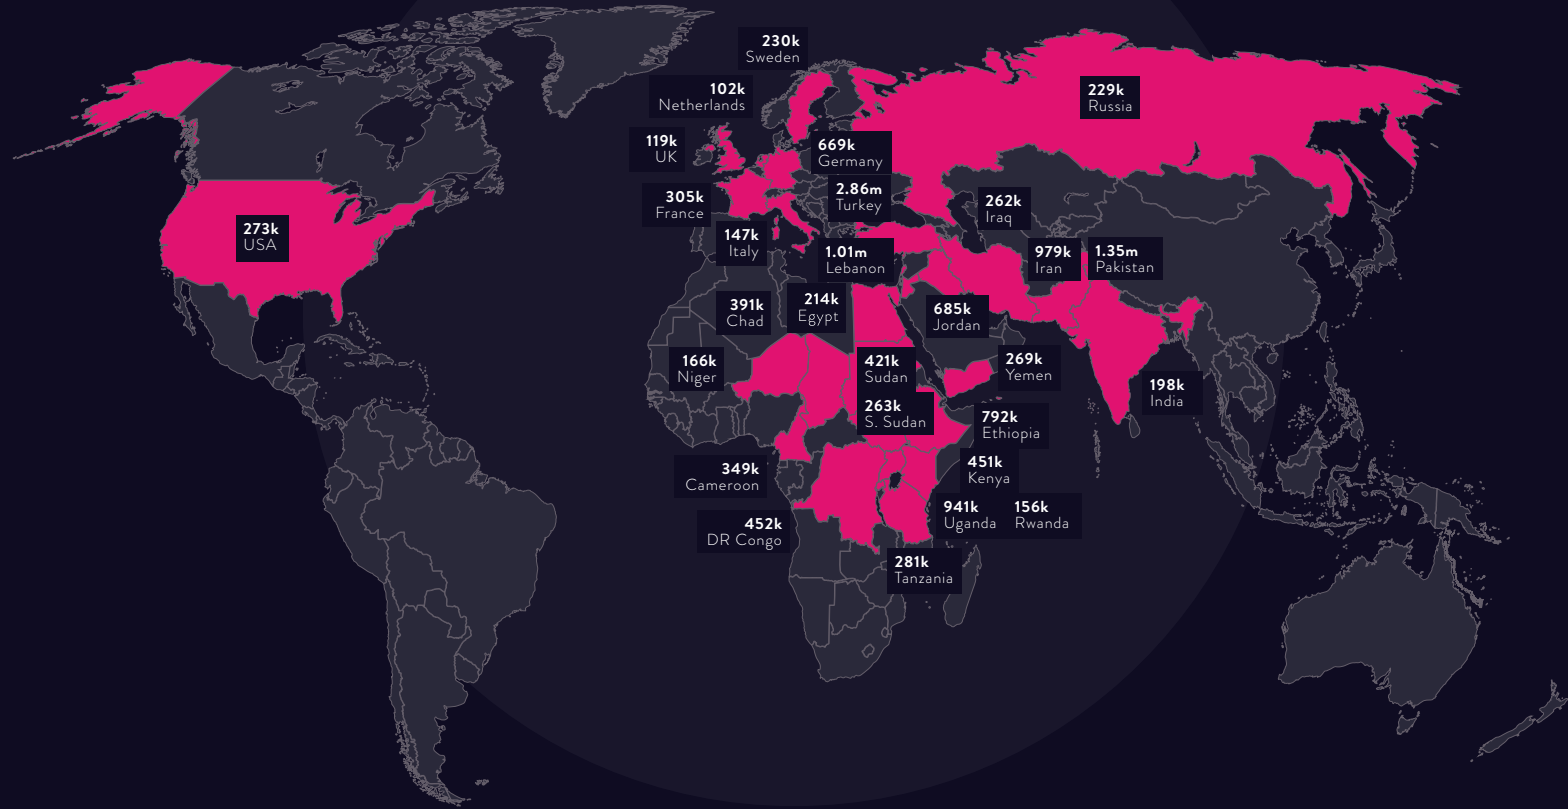 230k
Sweden
102k
Netherlands
229k
Russia
119k
UK
669k
Germany
305k
France
2.86m
Turkey
262k
Iraq
273k
USA
147k
Italy
1.01m
Lebanon
979k
Iran
1.35m
Pakistan
391k
Chad
214k
Egypt
685k
Jordan
166k
Niger
421k
Sudan
269k
Yemen
198k
India
263k
S. Sudan
792k
Ethiopia
349k
Cameroon
451k
Kenya
452k
DR Congo
941k
Uganda
156k
Rwanda
281k
Tanzania